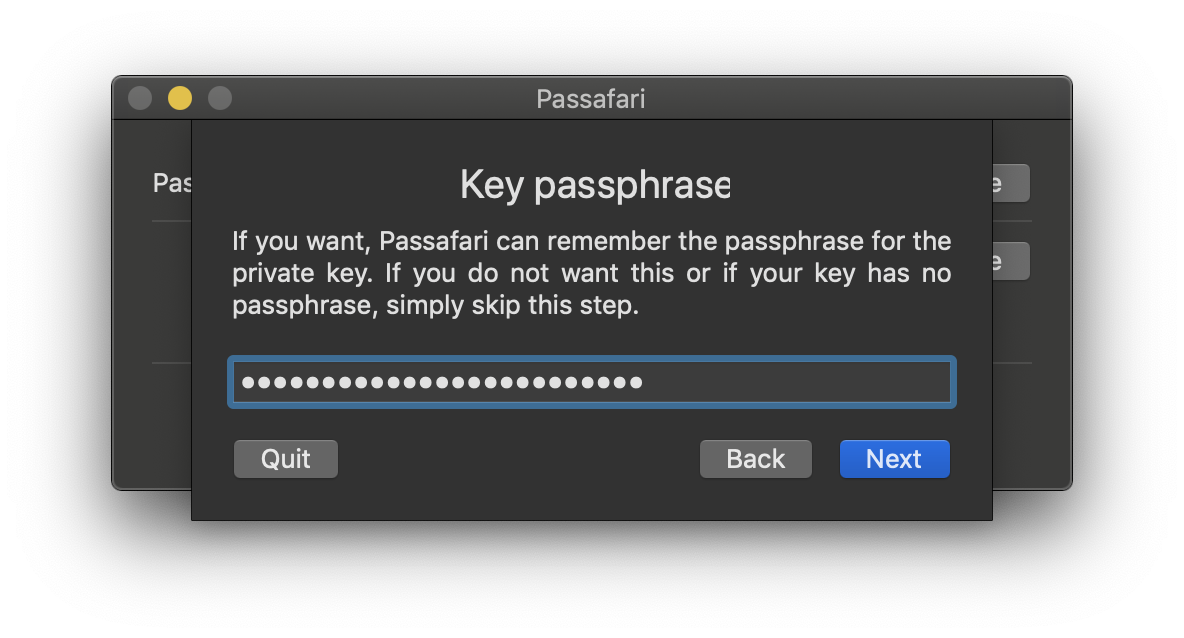 Passafari
Key passphrase
If you want, Passafari can remember the passphrase for the
private key. If you do not want this or if your key has no
passphrase, simply skip this step.
●●●●●●●●●●●●●●●●●●●●●●●●●
Quit Back Next